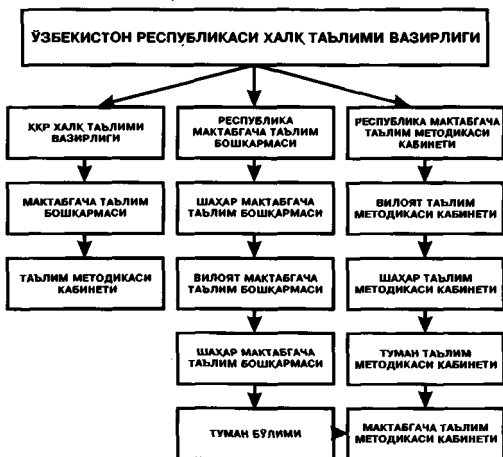 ЎЗБЕКИСТОН РЕСПУБЛИКАСИ ХАЛҚ ТАЪЛИМИ ВАЗИРЛИГИ
ҚҚР ХАЛҚ ТАЪЛИМИ
ВАЗИРЛИГИ
МАКТАБГАЧА ТАЪЛИМ
БОШҚАРМАСИ
ТАЪЛИМ МЕТОДИКАСИ
КАБИНЕТИ
РЕСПУБЛИКА
МАКТАБГАЧА ТАЪЛИМ
БОШҚАРМАСИ
ШАҲАР МАКТАБГАЧА
ТАЪЛИМ БОШҚАРМАСИ
ВИЛОЯТ МАКТАБГАЧА
ТАЪЛИМ БОШҚАРМАСИ
ШАҲАР МАКТАБГАЧА
ТАЪЛИМ БОШҚАРМАСИ
ТУМАН БЎЛИМИ
РЕСПУБЛИКА МАКТАБГАЧА
ТАЪЛИМ МЕТОДИКАСИ
КАБИНЕТИ
ВИЛОЯТ ТАЪЛИМ
МЕТОДИКАСИ КАБИНЕТИ
ШАҲАР ТАЪЛИМ
МЕТОДИКАСИ КАБИНЕТИ
ТУМАН ТАЪЛИМ
МЕТОДИКАСИ КАБИНЕТИ
МАКТАБГАЧА ТАЪЛИМ
МЕТОДИКАСИ КАБИНЕТИ